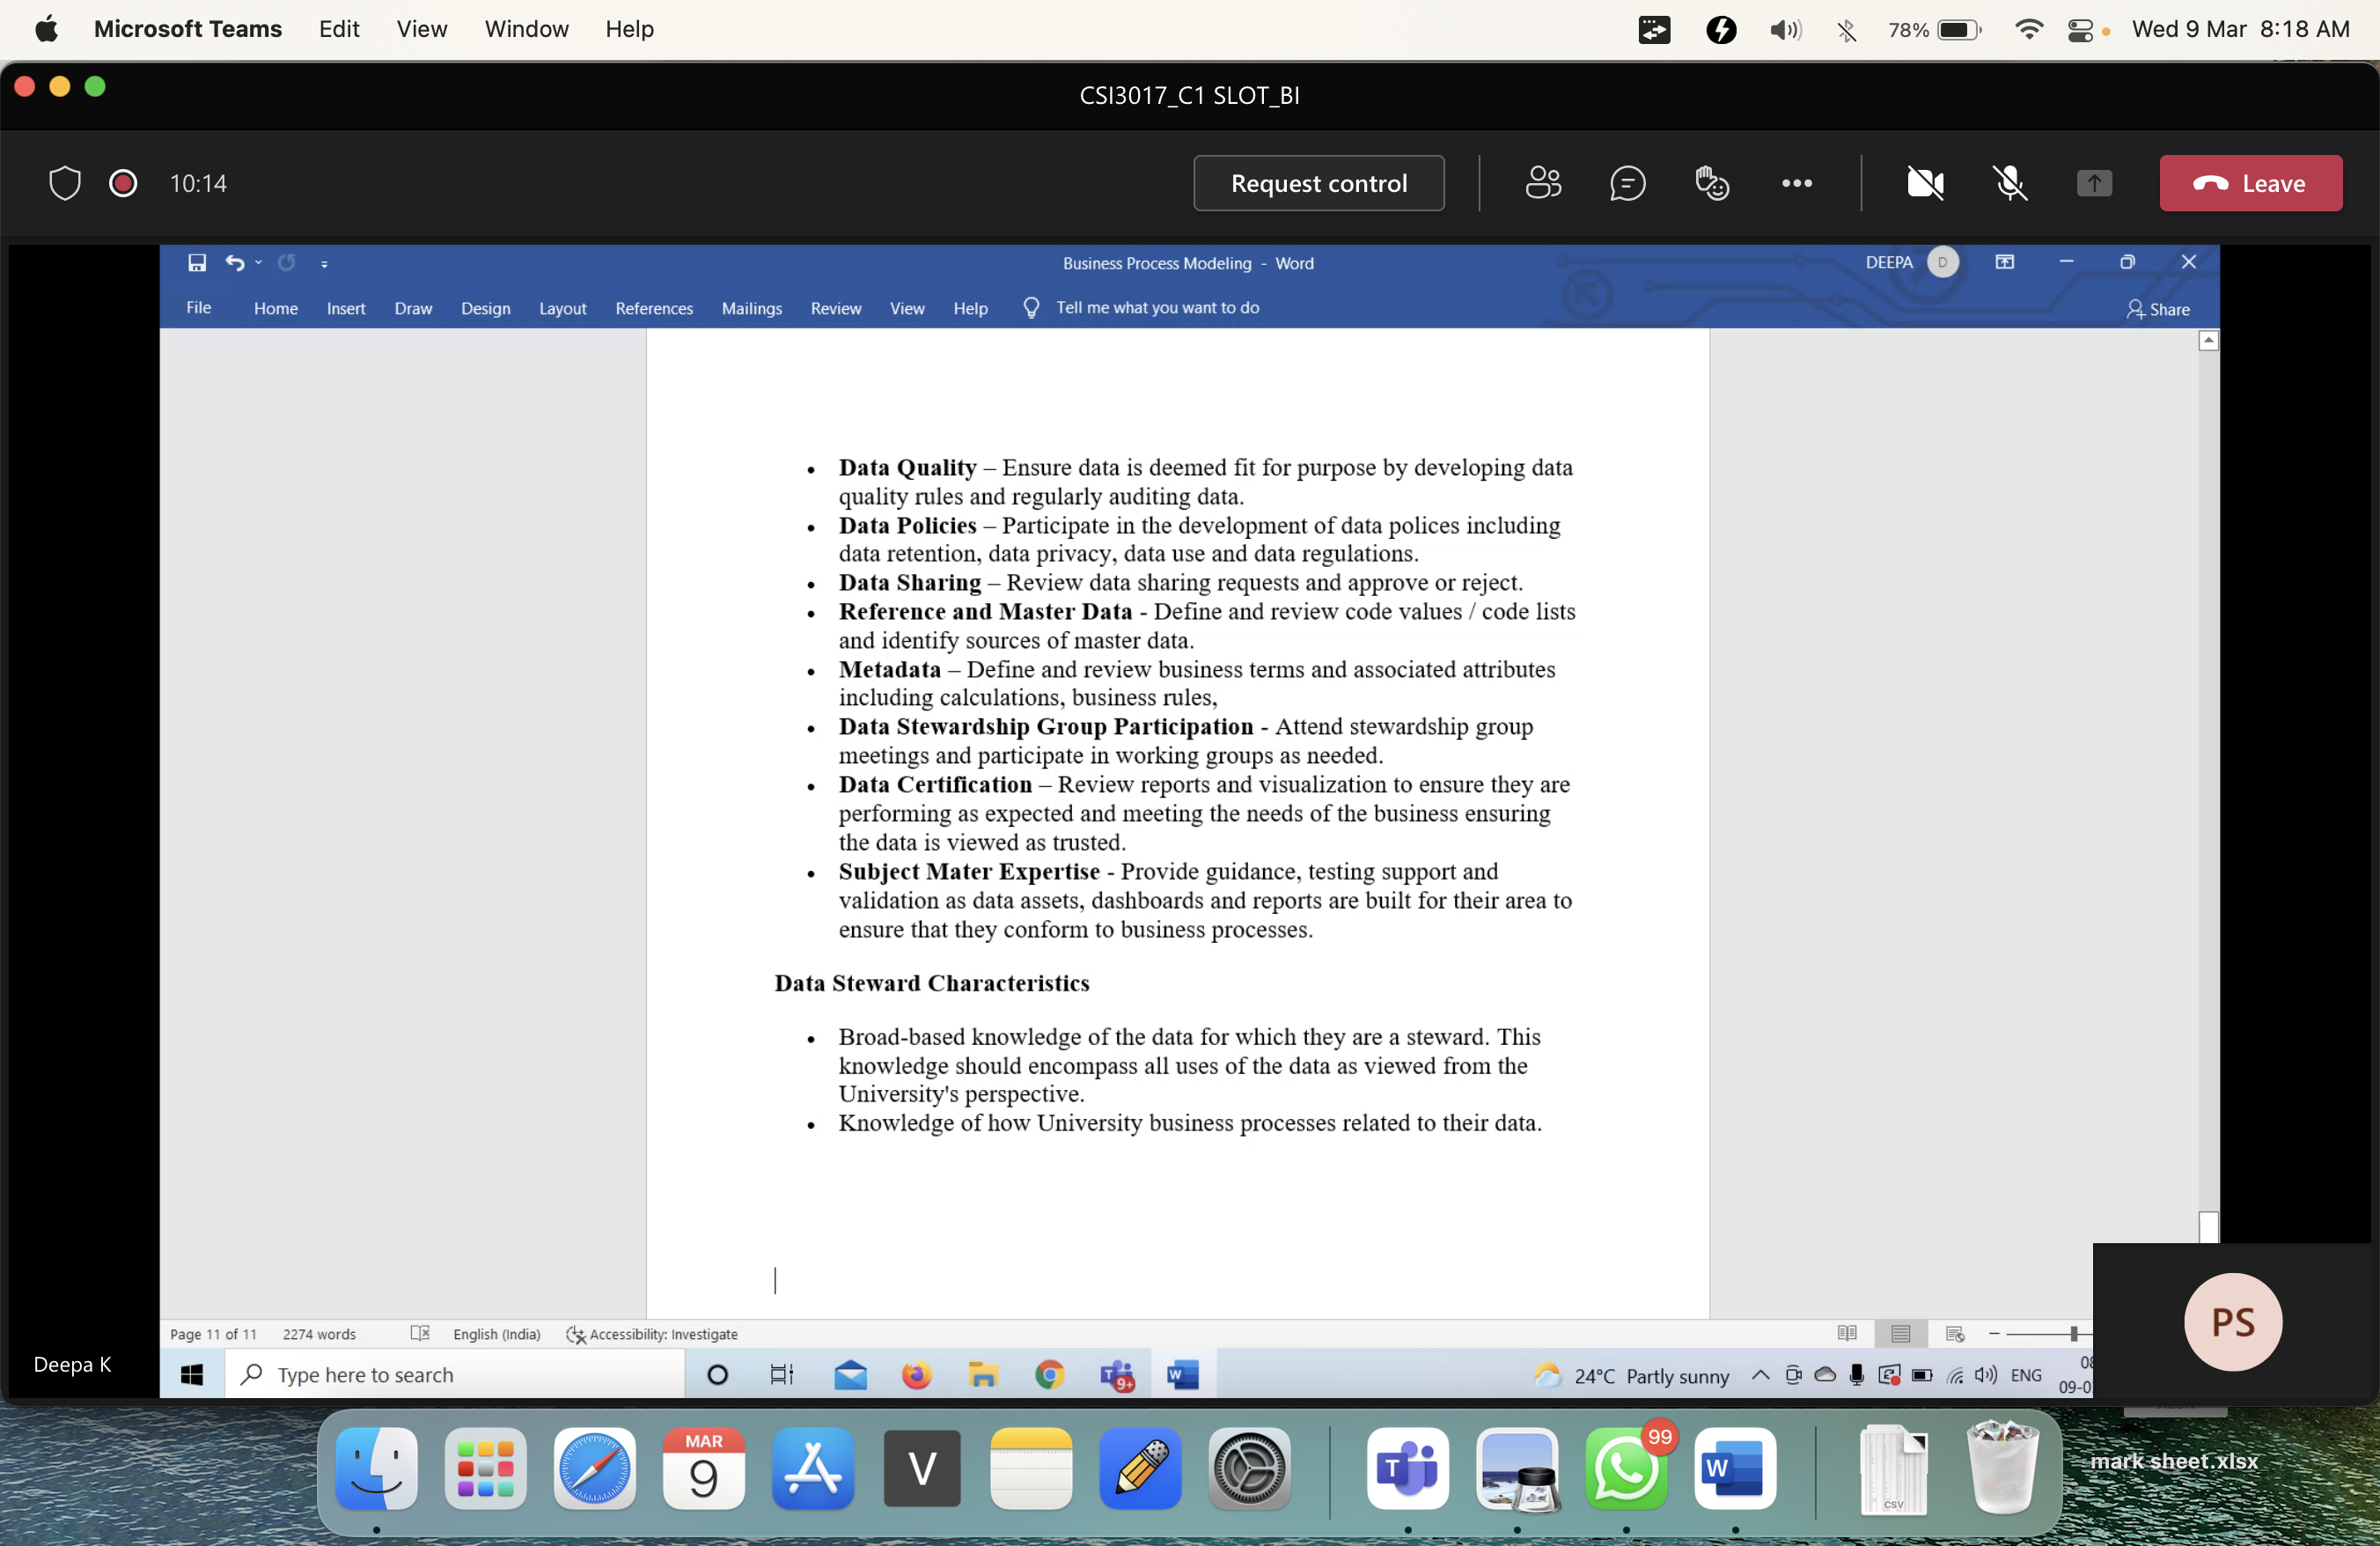 Microsoft Teams Edit View Window Help 78% Wed 9 Mar 8:18 AM
CSI3017_C1 SLOT_BI
10:14 Request control Leave
Business Process Modeling - Word DEEPA D
File Home Insert Draw Design Layout References Mailings Review View Help Tell me what you want to do Share
• Data Quality – Ensure data is deemed fit for purpose by developing data
quality rules and regularly auditing data.
• Data Policies – Participate in the development of data polices including
data retention, data privacy, data use and data regulations.
• Data Sharing – Review data sharing requests and approve or reject.
• Reference and Master Data - Define and review code values / code lists
and identify sources of master data.
• Metadata – Define and review business terms and associated attributes
including calculations, business rules,
• Data Stewardship Group Participation - Attend stewardship group
meetings and participate in working groups as needed.
• Data Certification – Review reports and visualization to ensure they are
performing as expected and meeting the needs of the business ensuring
the data is viewed as trusted.
• Subject Mater Expertise - Provide guidance, testing support and
validation as data assets, dashboards and reports are built for their area to
ensure that they conform to business processes.
Data Steward Characteristics
• Broad-based knowledge of the data for which they are a steward. This
knowledge should encompass all uses of the data as viewed from the
University's perspective.
• Knowledge of how University business processes related to their data.
Page 11 of 11 2274 words English (India) Accessibility: Investigate
PS
Deepa K
Type here to search 9+ W 24°C Partly sunny ENG
MAR
9
V
T
99
W
CSV
mark sheet.xlsx